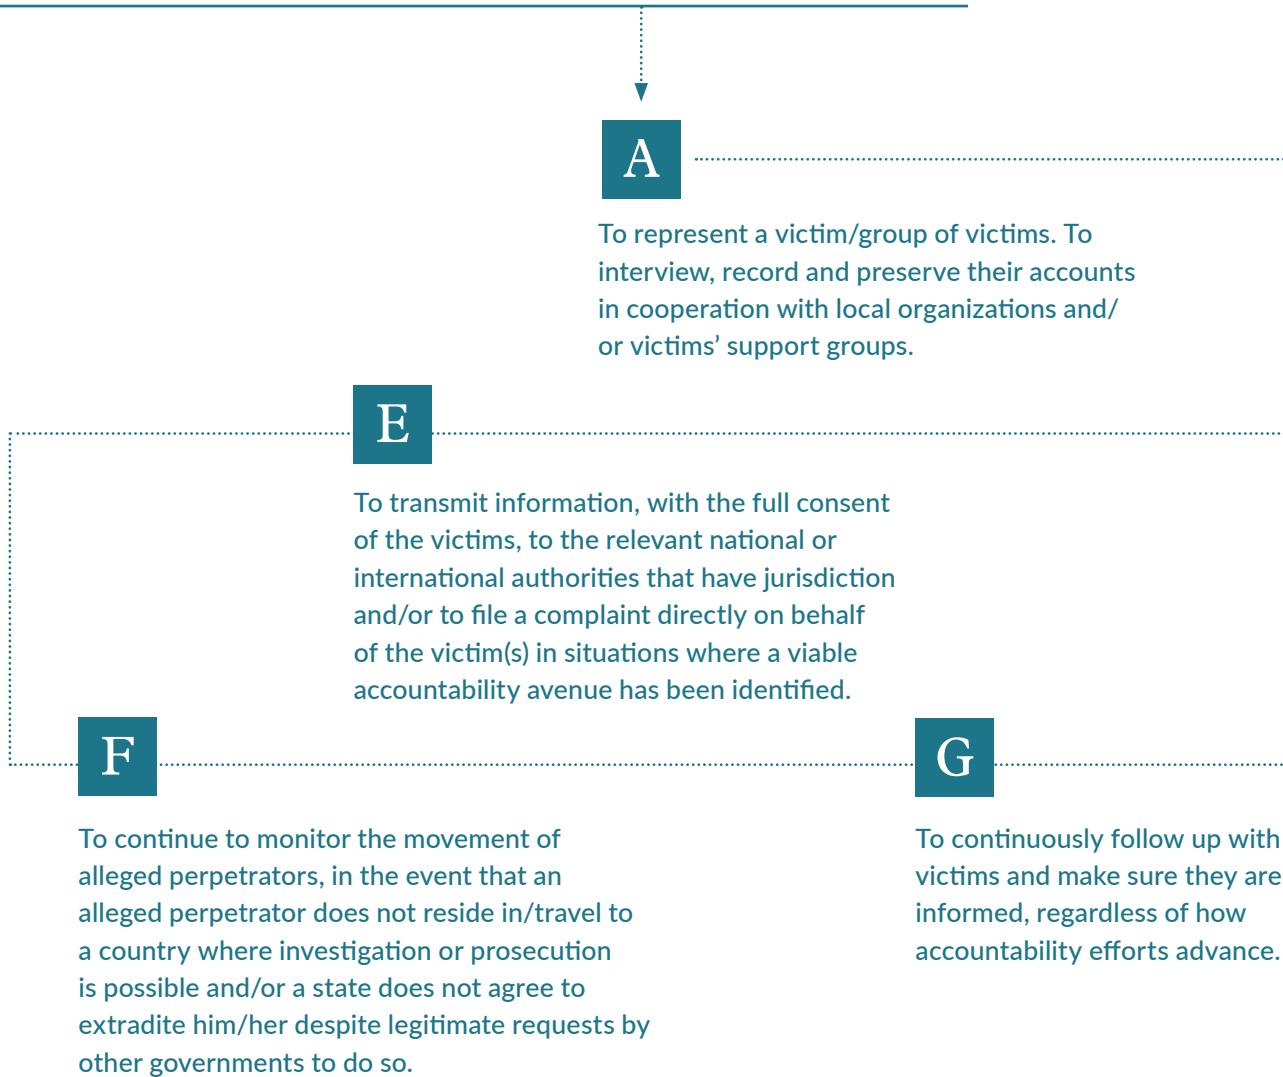 A
To represent a victim/group of victims. To
interview, record and preserve their accounts
in cooperation with local organizations and/
or victims’ support groups.
E
To transmit information, with the full consent
of the victims, to the relevant national or
international authorities that have jurisdiction
and/or to file a complaint directly on behalf
of the victim(s) in situations where a viable
accountability avenue has been identified.
F
To continue to monitor the movement of
alleged perpetrators, in the event that an
alleged perpetrator does not reside in/travel to
a country where investigation or prosecution
is possible and/or a state does not agree to
extradite him/her despite legitimate requests by
other governments to do so.
G
To continuously follow up with
victims and make sure they are
informed, regardless of how
accountability efforts advance.